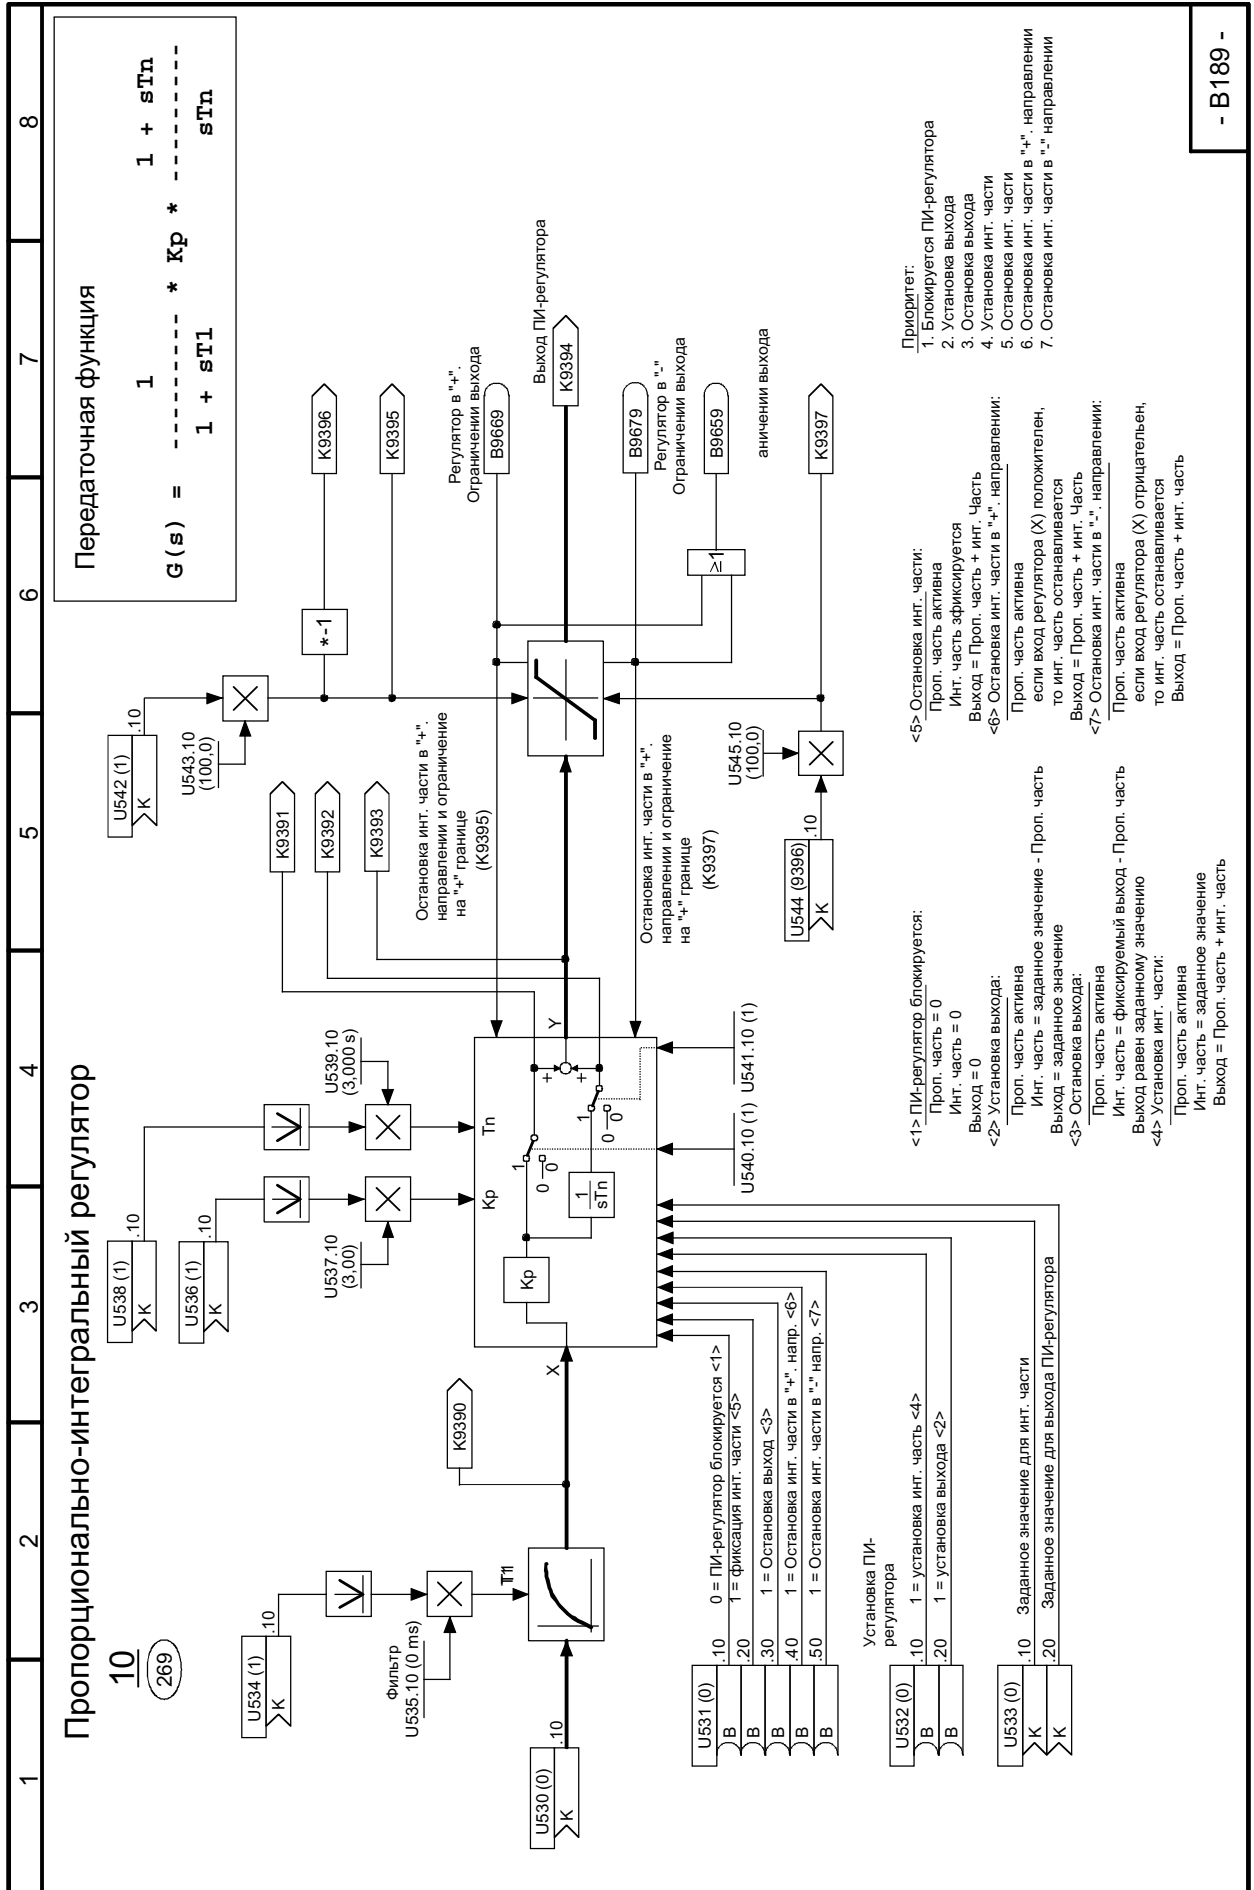 1 2 3 4 5 6 7 8
Пропорционально-интегральный регулятор
10
269
Передаточная функция
1 1 + sTn
G(s) = -------- * Kp * ----------
1 + sT1 sTn
U538 (1)
K
.10
U536 (1)
K
.10
U534 (1)
K
.10
Фильтр
U535.10 (0 ms)
T1
U530 (0)
K
.10
K9390
X
U537.10
(3,00)
U539.10
(3,000 s)
Kp
Tn
Kp
1
sTn
1
0
0
1
0
0
+
+
Y
U540.10 (1)
U541.10 (1)
K9391
K9392
K9393
U542 (1)
K
.10
U543.10
(100,0)
*-1
K9396
K9395
Остановка инт. части в "+".
направлении и ограничение
на "+" границе
(K9395)
Остановка инт. части в "+".
направлении и ограничение
на "+" границе
(K9397)
Регулятор в "+".
Ограничении выхода
B9669
Выход ПИ-регулятора
K9394
B9679
Регулятор в "-"
Ограничении выхода
B9659
≥1
аничении выхода
K9397
U545.10
(100,0)
U544 (9396)
K
.10
U531 (0)
B
.10
0 = ПИ-регулятор блокируется <1>
B
.20
1 = фиксация инт. части <5>
B
.30
1 = Остановка выход <3>
B
.40
1 = Остановка инт. части в "+". напр. <6>
B
.50
1 = Остановка инт. части в "-" напр. <7>
Установка ПИ-
регулятора
U532 (0)
B
.10
1 = установка инт. часть <4>
B
.20
1 = установка выхода <2>
U533 (0)
K
.10
Заданное значение для инт. части
K
.20
Заданное значение для выхода ПИ-регулятора
<1> ПИ-регулятор блокируется:
Проп. часть = 0
Инт. часть = 0
Выход = 0
<2> Установка выхода:
Проп. часть активна
Инт. часть = заданное значение - Проп. часть
Выход = заданное значение
<3> Остановка выхода:
Проп. часть активна
Инт. часть = фиксируемый выход - Проп. часть
Выход равен заданному значению
<4> Установка инт. части:
Проп. часть активна
Инт. часть = заданное значение
Выход = Проп. часть + инт. часть
<5> Остановка инт. части:
Проп. часть активна
Инт. часть зфиксируется
Выход = Проп. часть + инт. Часть
<6> Остановка инт. части в "+". направлении:
Проп. часть активна
если вход регулятора (X) положителен,
то инт. часть останавливается
Выход = Проп. часть + инт. Часть
<7> Остановка инт. части в "-". направлении:
Проп. часть активна
если вход регулятора (X) отрицательен,
то инт. часть останавливается
Выход = Проп. часть + инт. часть
Приоритет:
1. Блокируется ПИ-регулятора
2. Установка выхода
3. Остановка выхода
4. Установка инт. части
5. Остановка инт. части
6. Остановка инт. части в "+". направлении
7. Остановка инт. части в "-" направлении
- B189 -